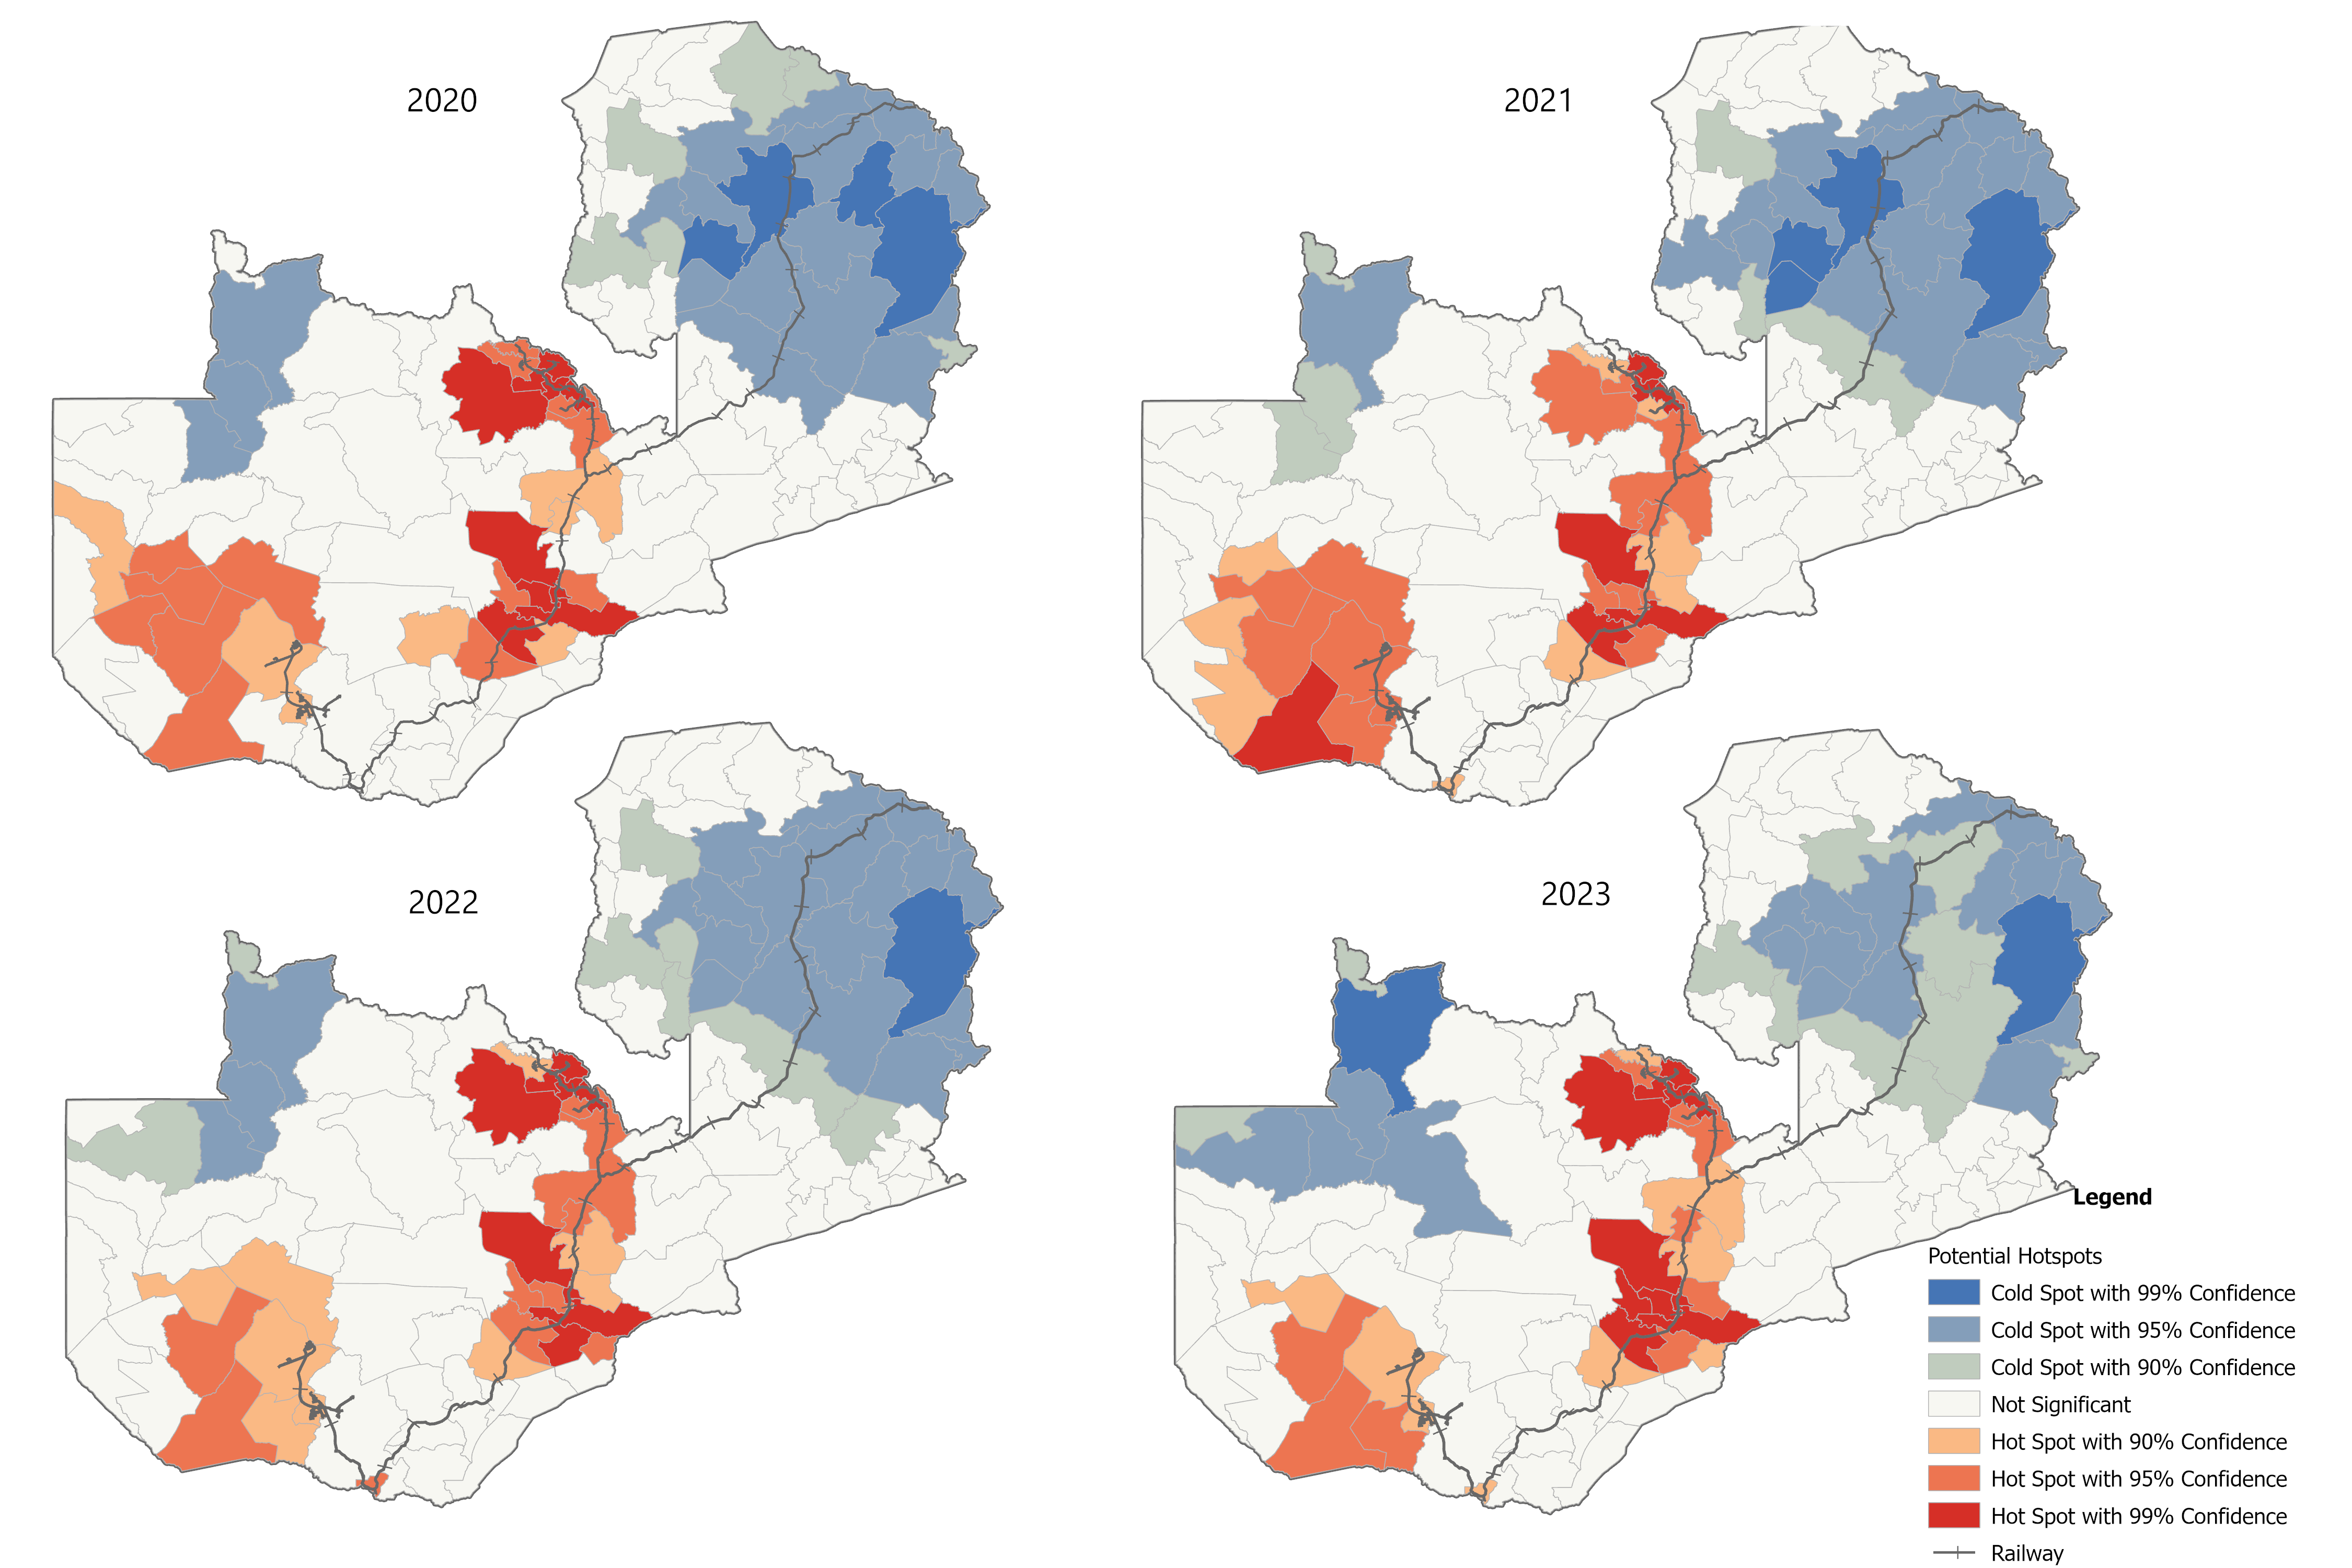 2020
2021
2022
2023
Legend
Potential Hotspots
Cold Spot with 99% Confidence
Cold Spot with 95% Confidence
Cold Spot with 90% Confidence
Not Significant
Hot Spot with 90% Confidence
Hot Spot with 95% Confidence
Hot Spot with 99% Confidence
Railway